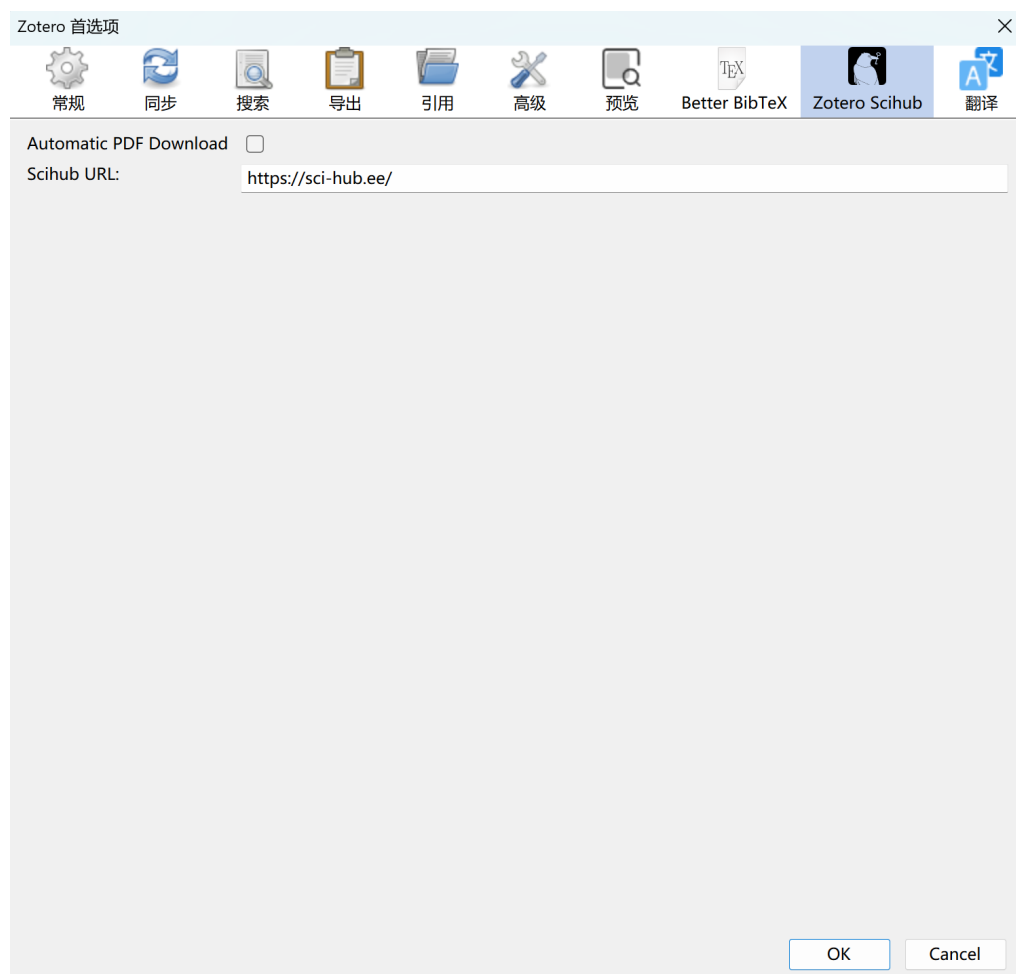 Zotero 首选项
常规 同步 搜索 导出 引用 高级 预览 Better BibTeX Zotero Scihub 翻译
Automatic PDF Download
Scihub URL: https://sci-hub.ee/
OK Cancel